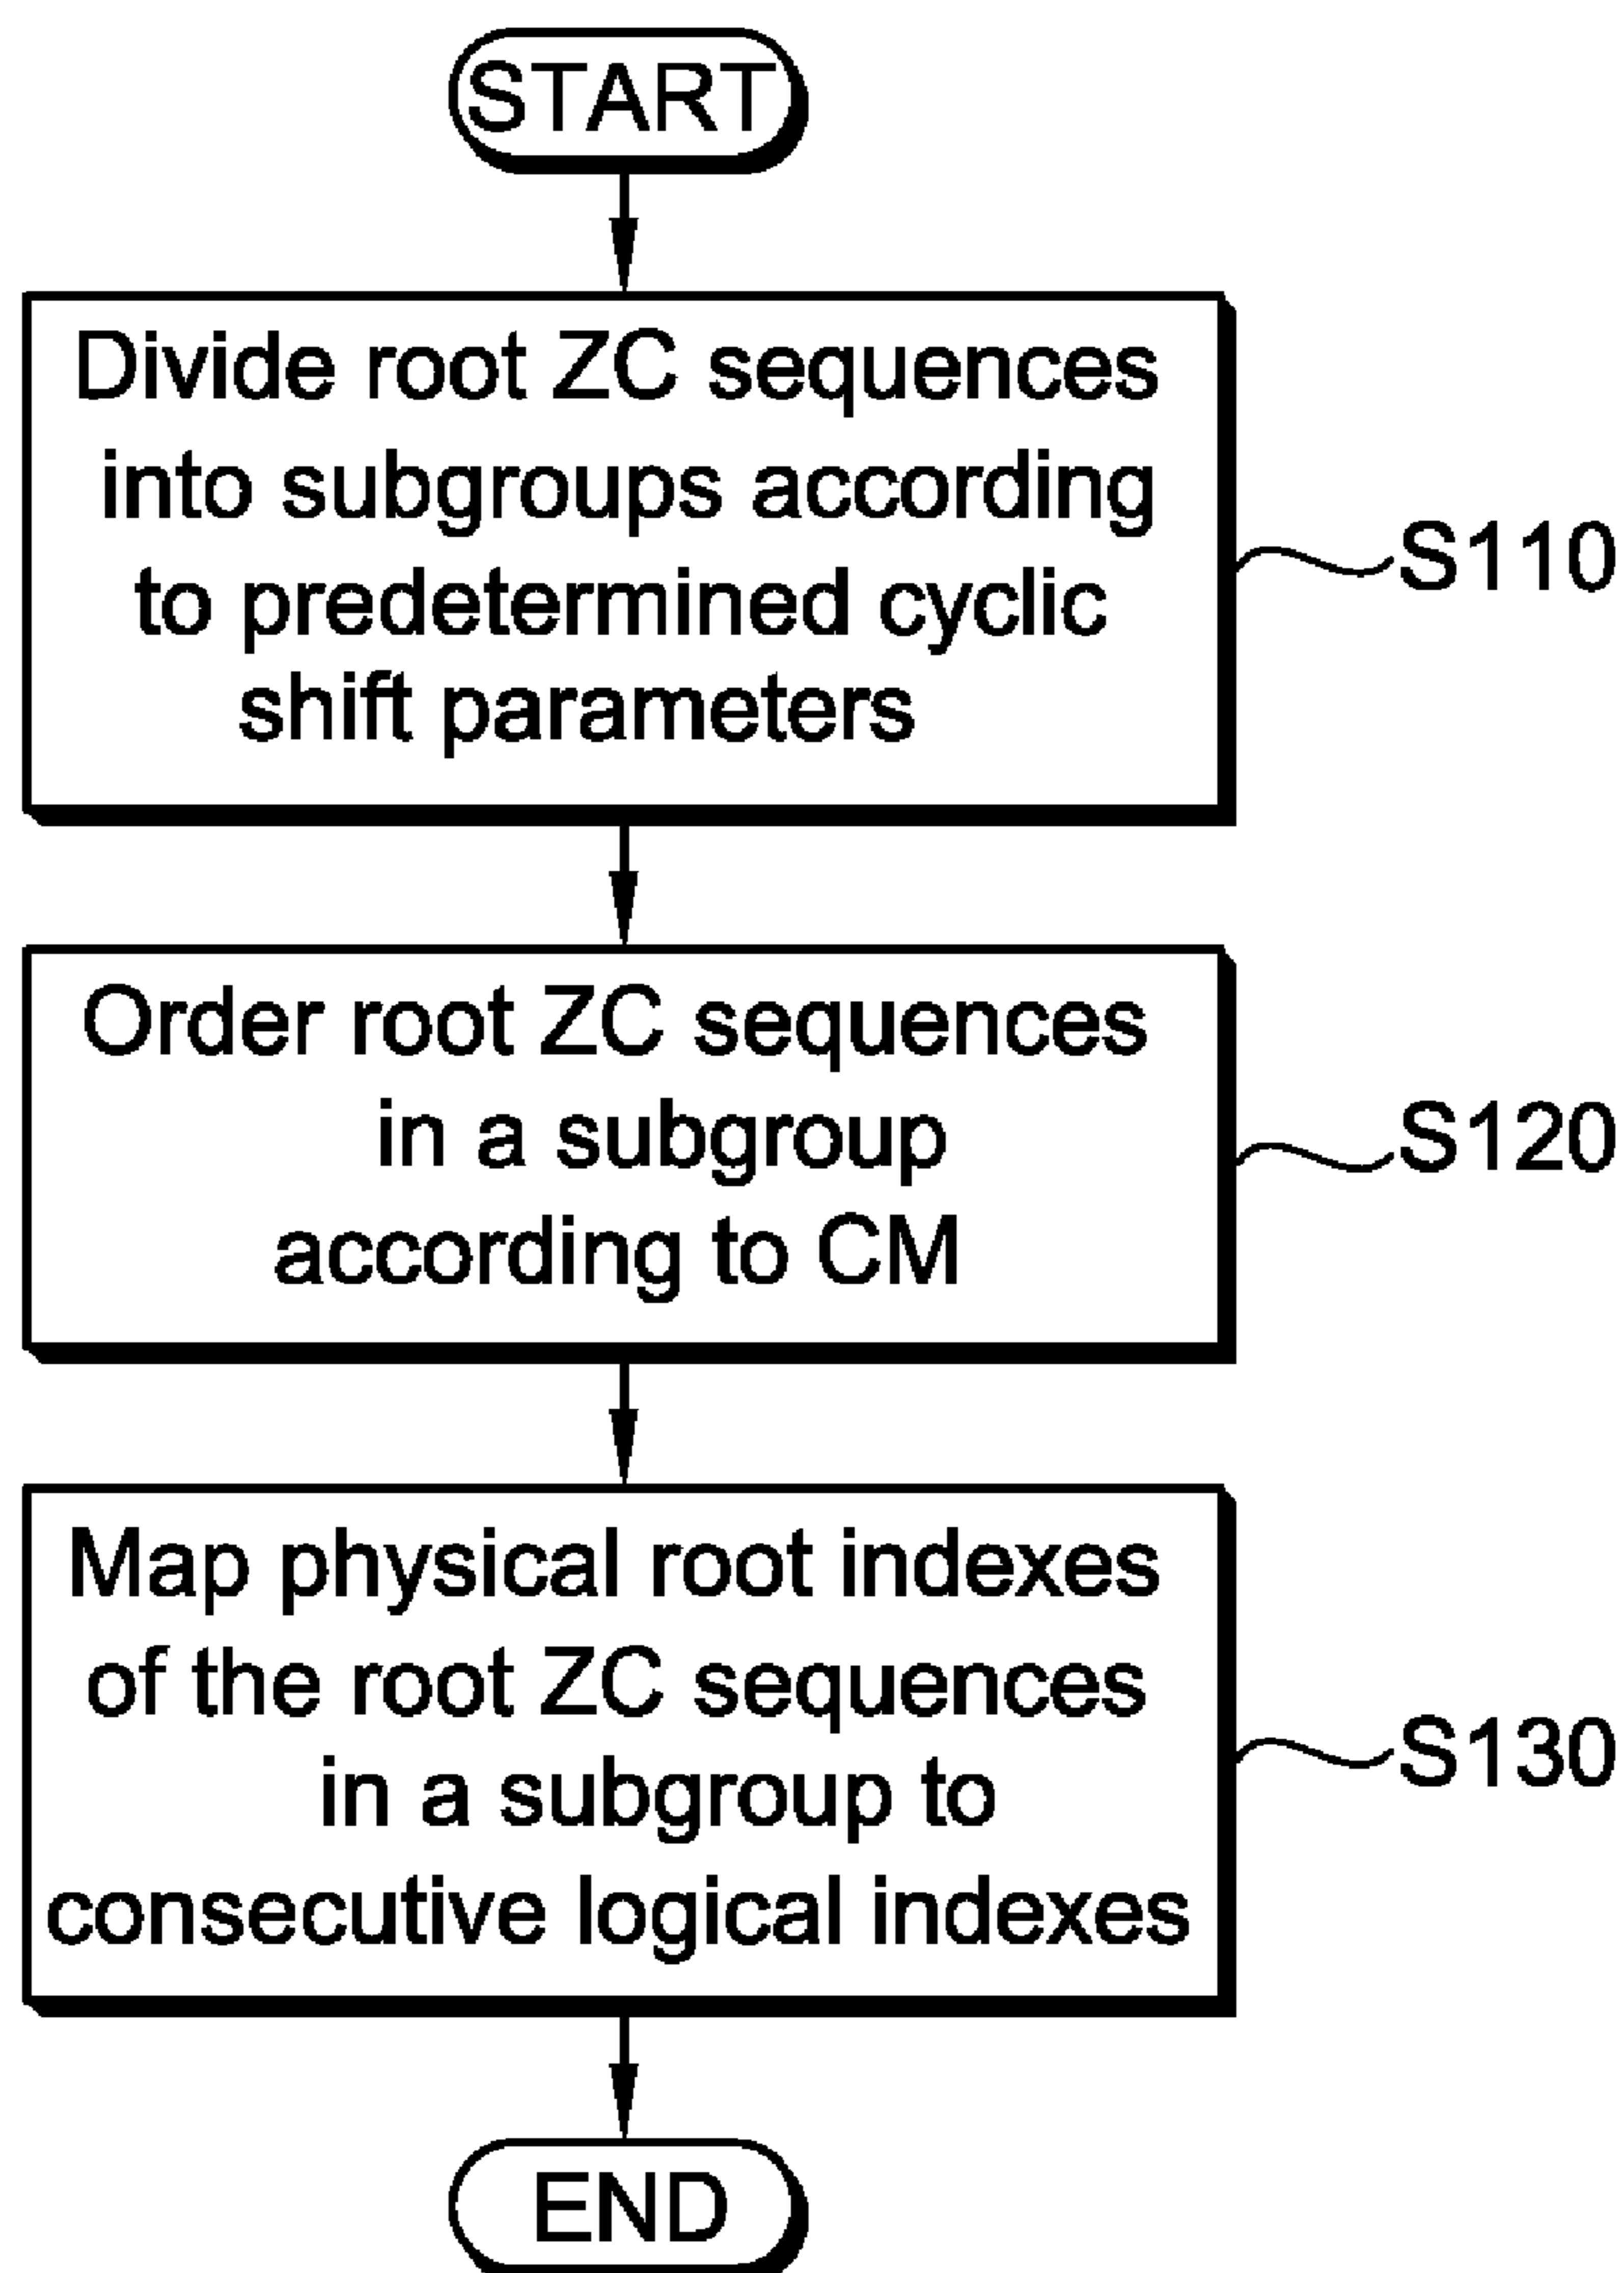 START
Divide root ZC sequences
into subgroups according
to predetermined cyclic
shift parameters
S110
Order root ZC sequences
in a subgroup
according to CM
S120
Map physical root indexes
of the root ZC sequences
in a subgroup to
consecutive logical indexes
S130
END